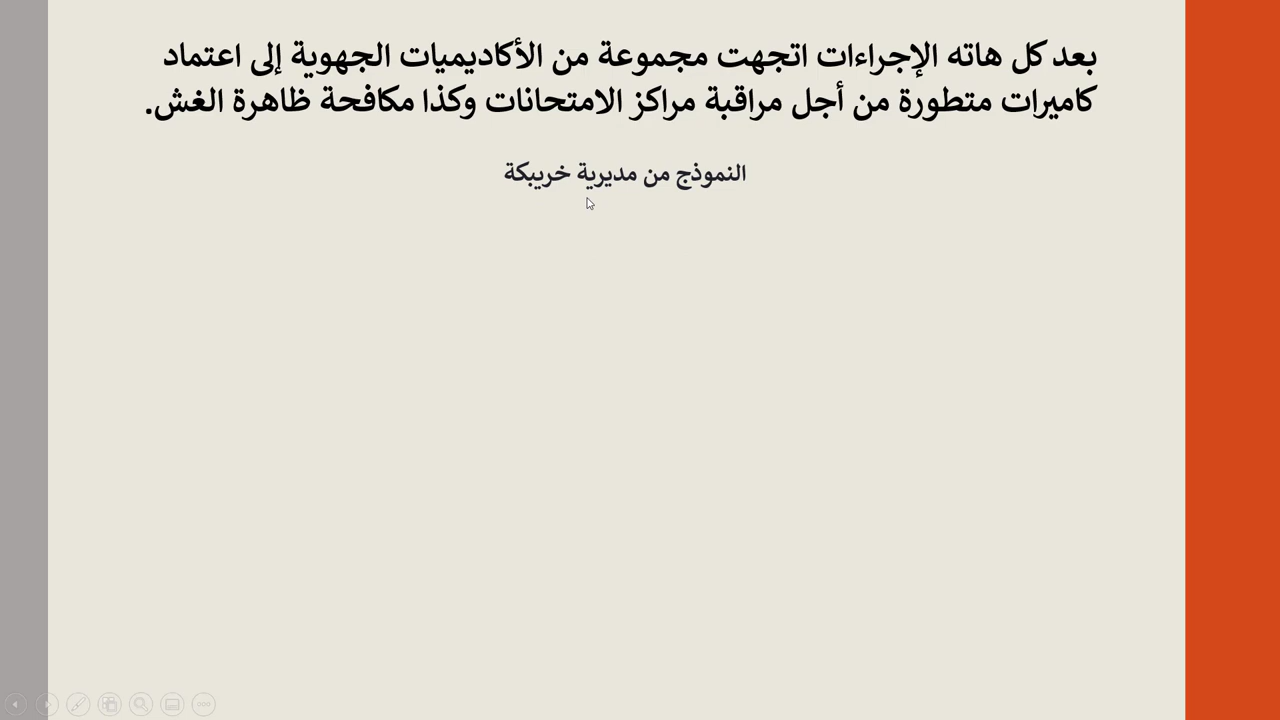 بعد كل هاته الإجراءات اتجهت مجموعة من الأكاديميات الجهوية إلى اعتماد
كاميرات متطورة من أجل مراقبة مراكز الامتحانات وكذا مكافحة ظاهرة الغش.
النموذج من مديرية خريبكة